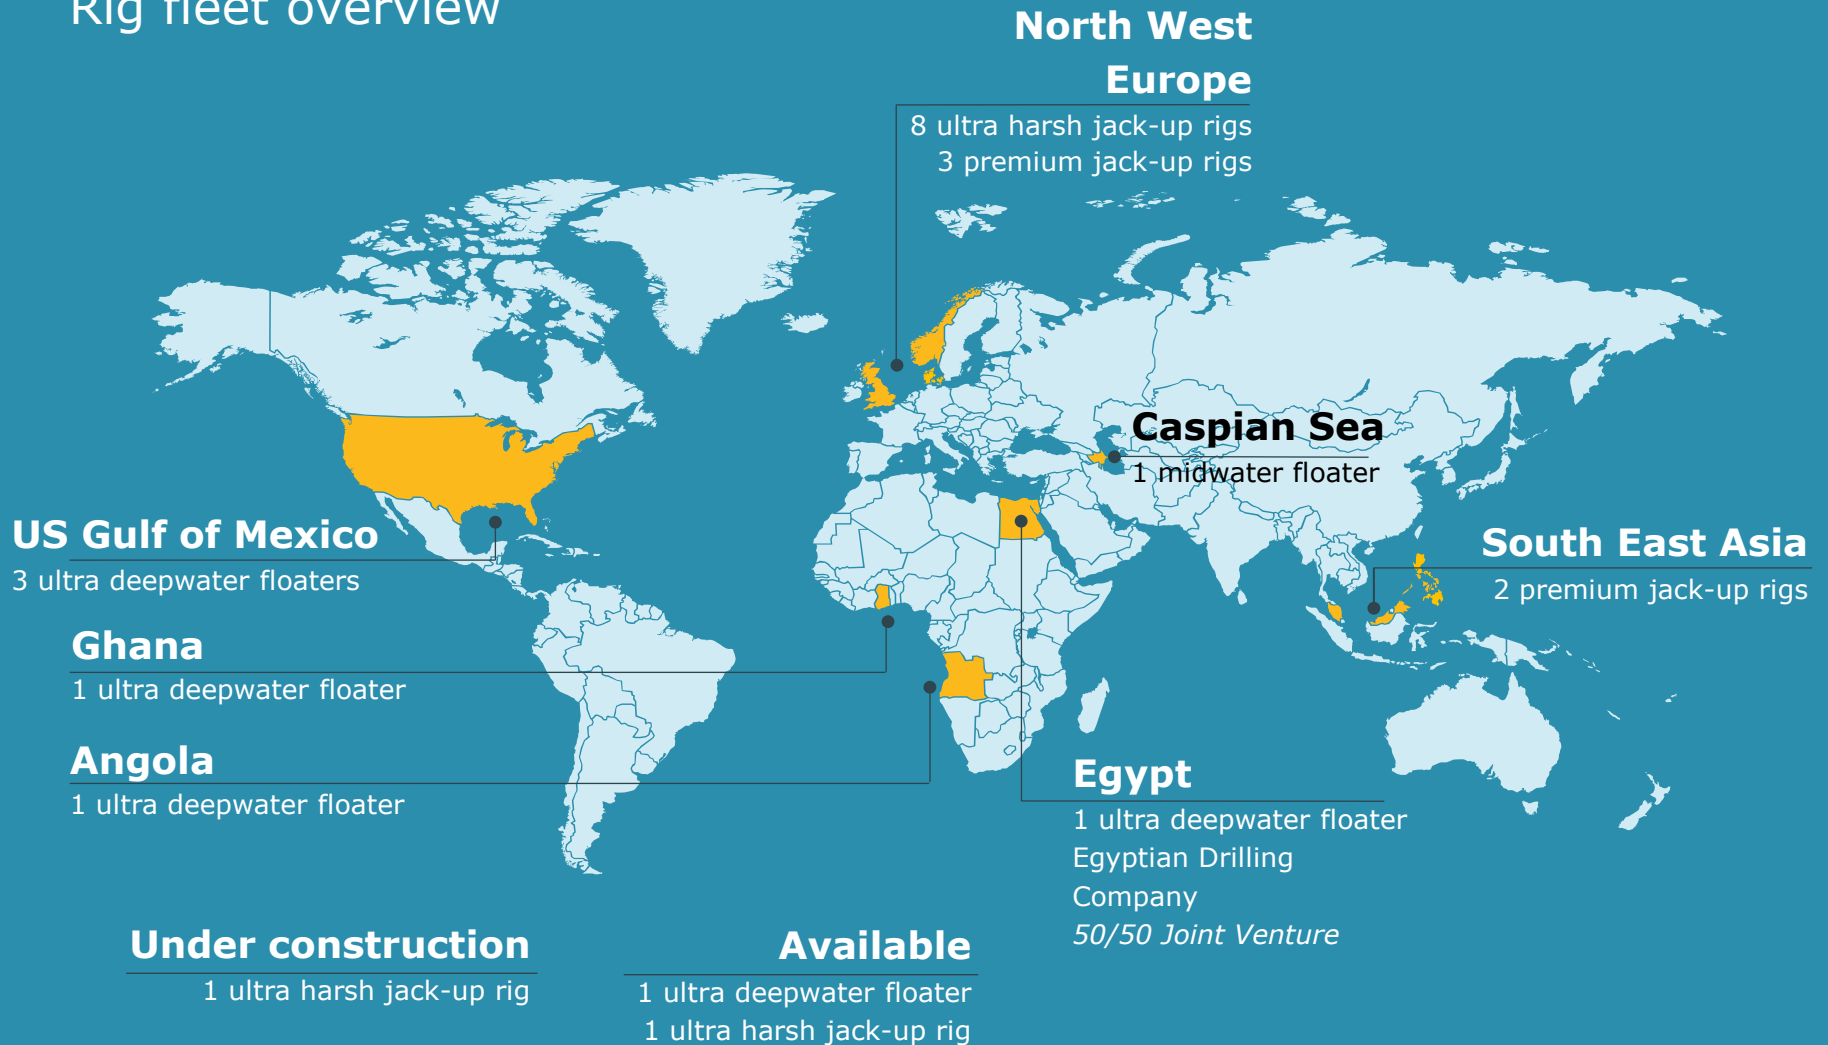 Rig fleet overview
North West
Europe
8 ultra harsh jack-up rigs
3 premium jack-up rigs
Caspian Sea
1 midwater floater
US Gulf of Mexico
3 ultra deepwater floaters
South East Asia
2 premium jack-up rigs
Ghana
1 ultra deepwater floater
Angola
1 ultra deepwater floater
Egypt
1 ultra deepwater floater
Egyptian Drilling
Company
50/50 Joint Venture
Under construction
1 ultra harsh jack-up rig
Available
1 ultra deepwater floater
1 ultra harsh jack-up rig